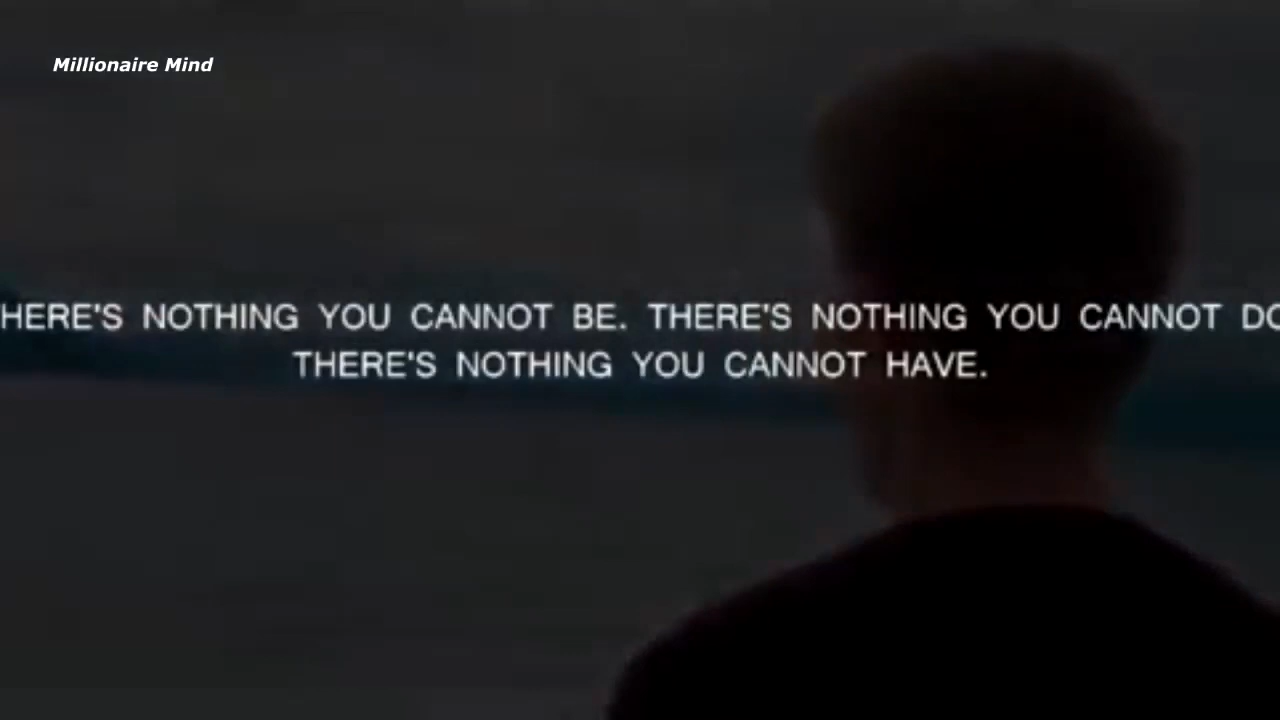 Millionaire Mind
HERE'S NOTHING YOU CANNOT BE. THERE'S NOTHING YOU CANNOT DO
THERE'S NOTHING YOU CANNOT HAVE.